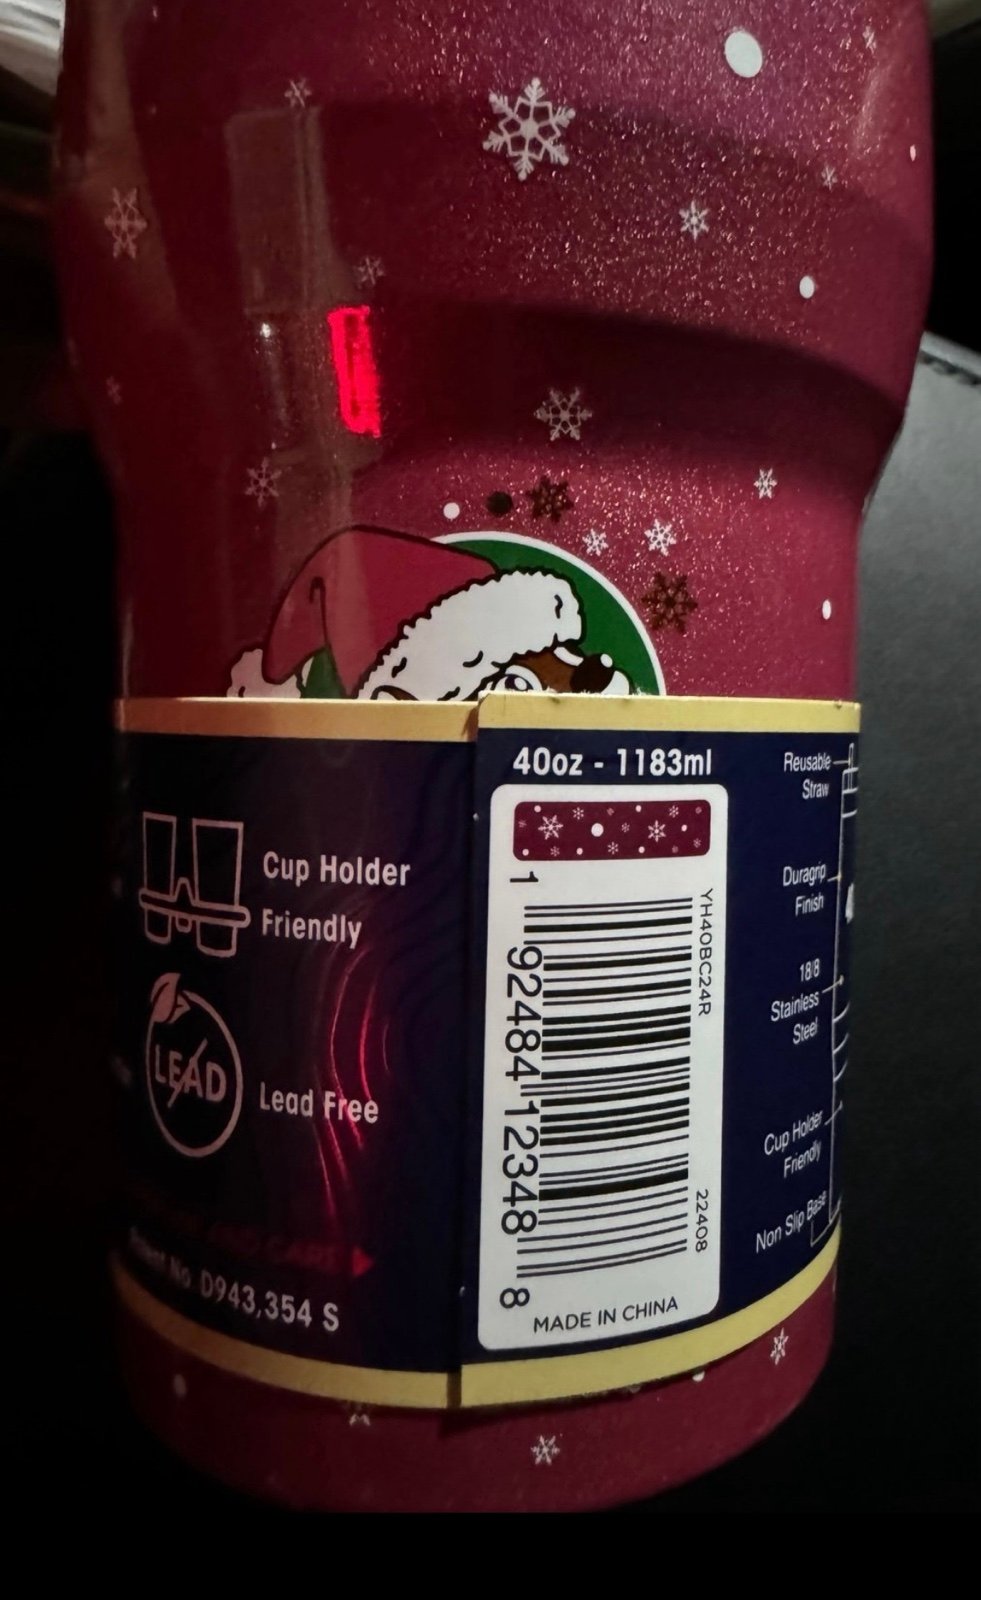 40oz - 1183ml
Reusable
Straw
Cup Holder
Friendly
Duragrip
Finish
18/8
Stainless
Steel
LEAD
Lead Free
Cup Holder
Friendly
Non Slip Base
No. D943,354 S
YH40BC24R
1 92484 12348 8
22408
MADE IN CHINA